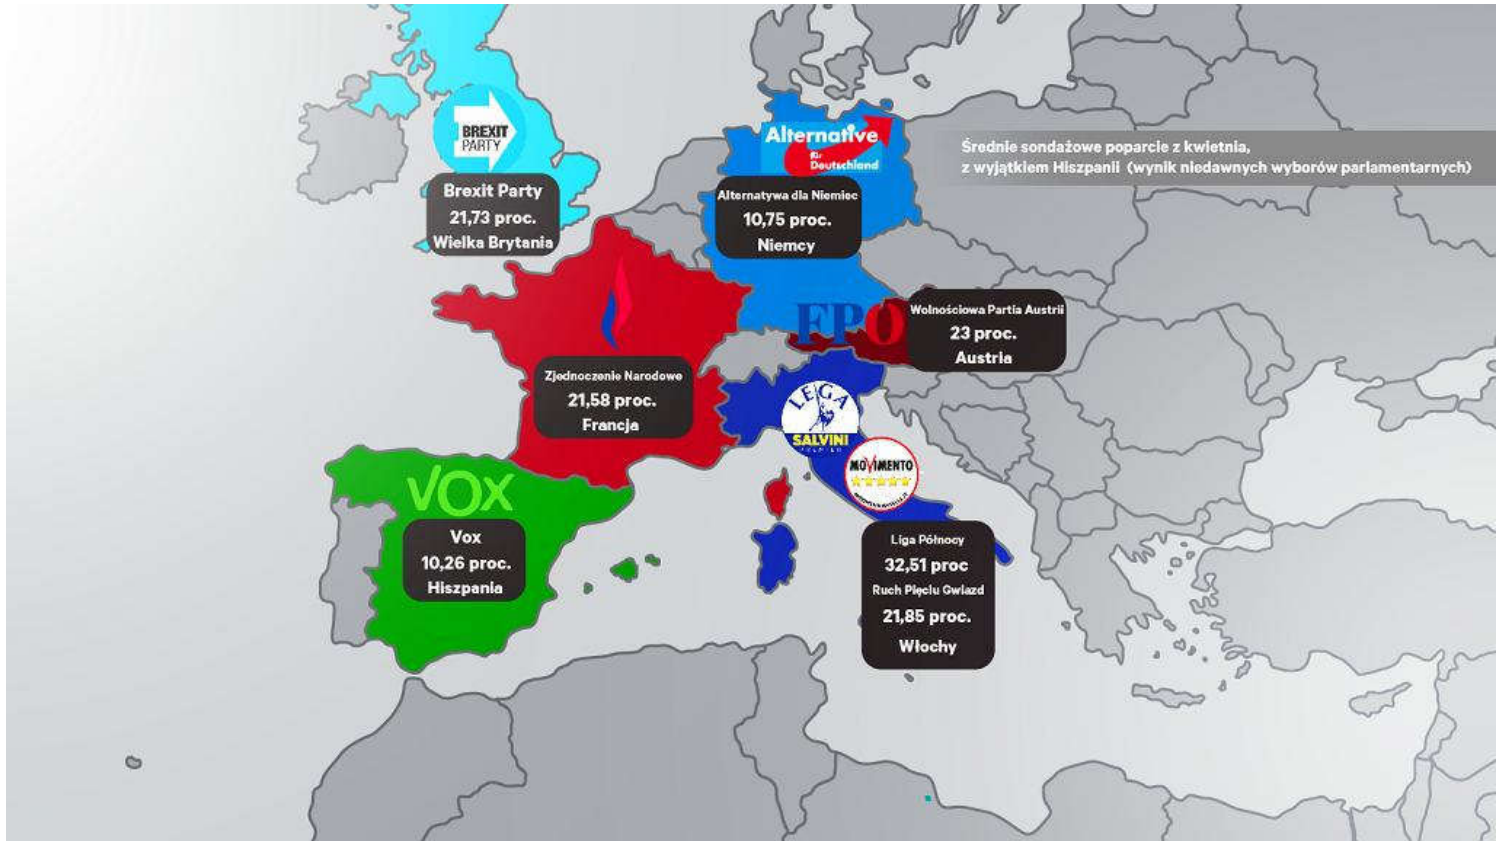 BREXIT
PARTY
Brexit Party
21,73 proc.
Wielka Brytania
Alternative
für
Deutschland
Alternatywa dla Niemiec
10,75 proc.
Niemcy
Średnie sondażowe poparcie z kwietnia,
z wyjątkiem Hiszpanii (wynik niedawnych wyborów parlamentarnych)
FPO
Wolnościowa Partia Austrii
23 proc.
Austria
Zjednoczenie Narodowe
21,58 proc.
Francja
LEGA
SALVINI
PREMIER
MOVIMENTO
VOX
Vox
10,26 proc.
Hiszpania
Liga Północy
32,51 proc
Ruch Pięciu Gwiazd
21,85 proc.
Włochy